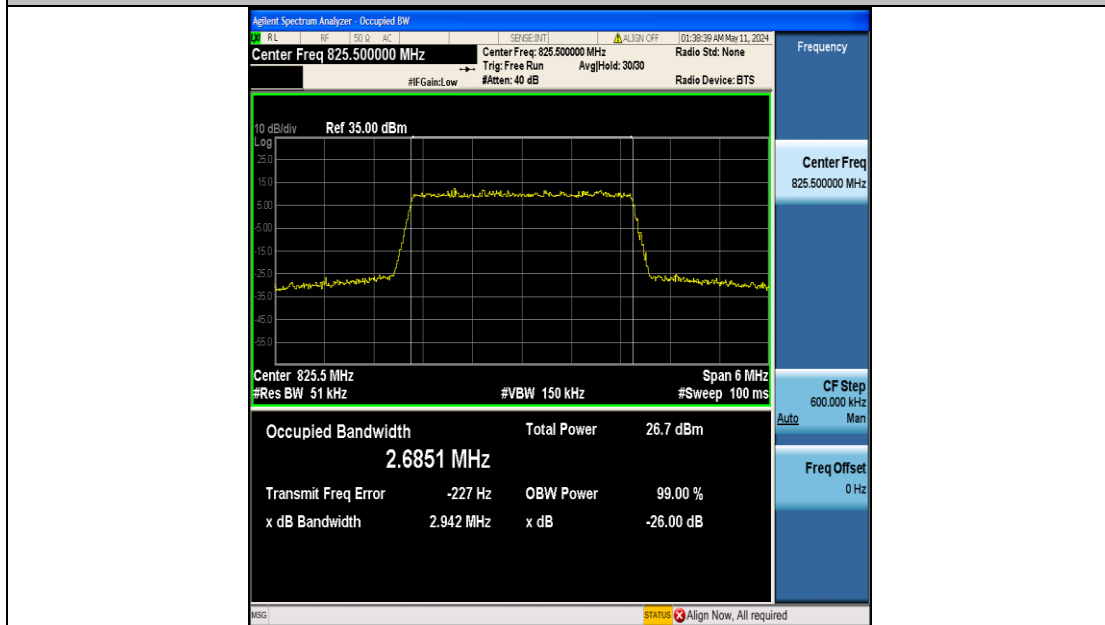 Agilent Spectrum Analyzer - Occupied BW
LXI RL RF 50 Ω AC SENSE:INT ALIGN OFF 01:38:39 AM May 11, 2024
Center Freq 825.500000 MHz Center Freq: 825.500000 MHz Radio Std: None Frequency
Trig: Free Run Avg|Hold: 30/30
#IFGain:Low #Atten: 40 dB Radio Device: BTS
10 dB/div Ref 35.00 dBm
Log
25.0
15.0
5.00
-5.00
-15.0
-25.0
-35.0
-45.0
-55.0
Center Freq
825.500000 MHz
Center 825.5 MHz Span 6 MHz
#Res BW 51 kHz #VBW 150 kHz #Sweep 100 ms
CF Step
600.000 kHz
Auto Man
Occupied Bandwidth Total Power 26.7 dBm
2.6851 MHz
Freq Offset
0 Hz
Transmit Freq Error -227 Hz OBW Power 99.00 %
x dB Bandwidth 2.942 MHz x dB -26.00 dB
MSG STATUS Align Now, All required